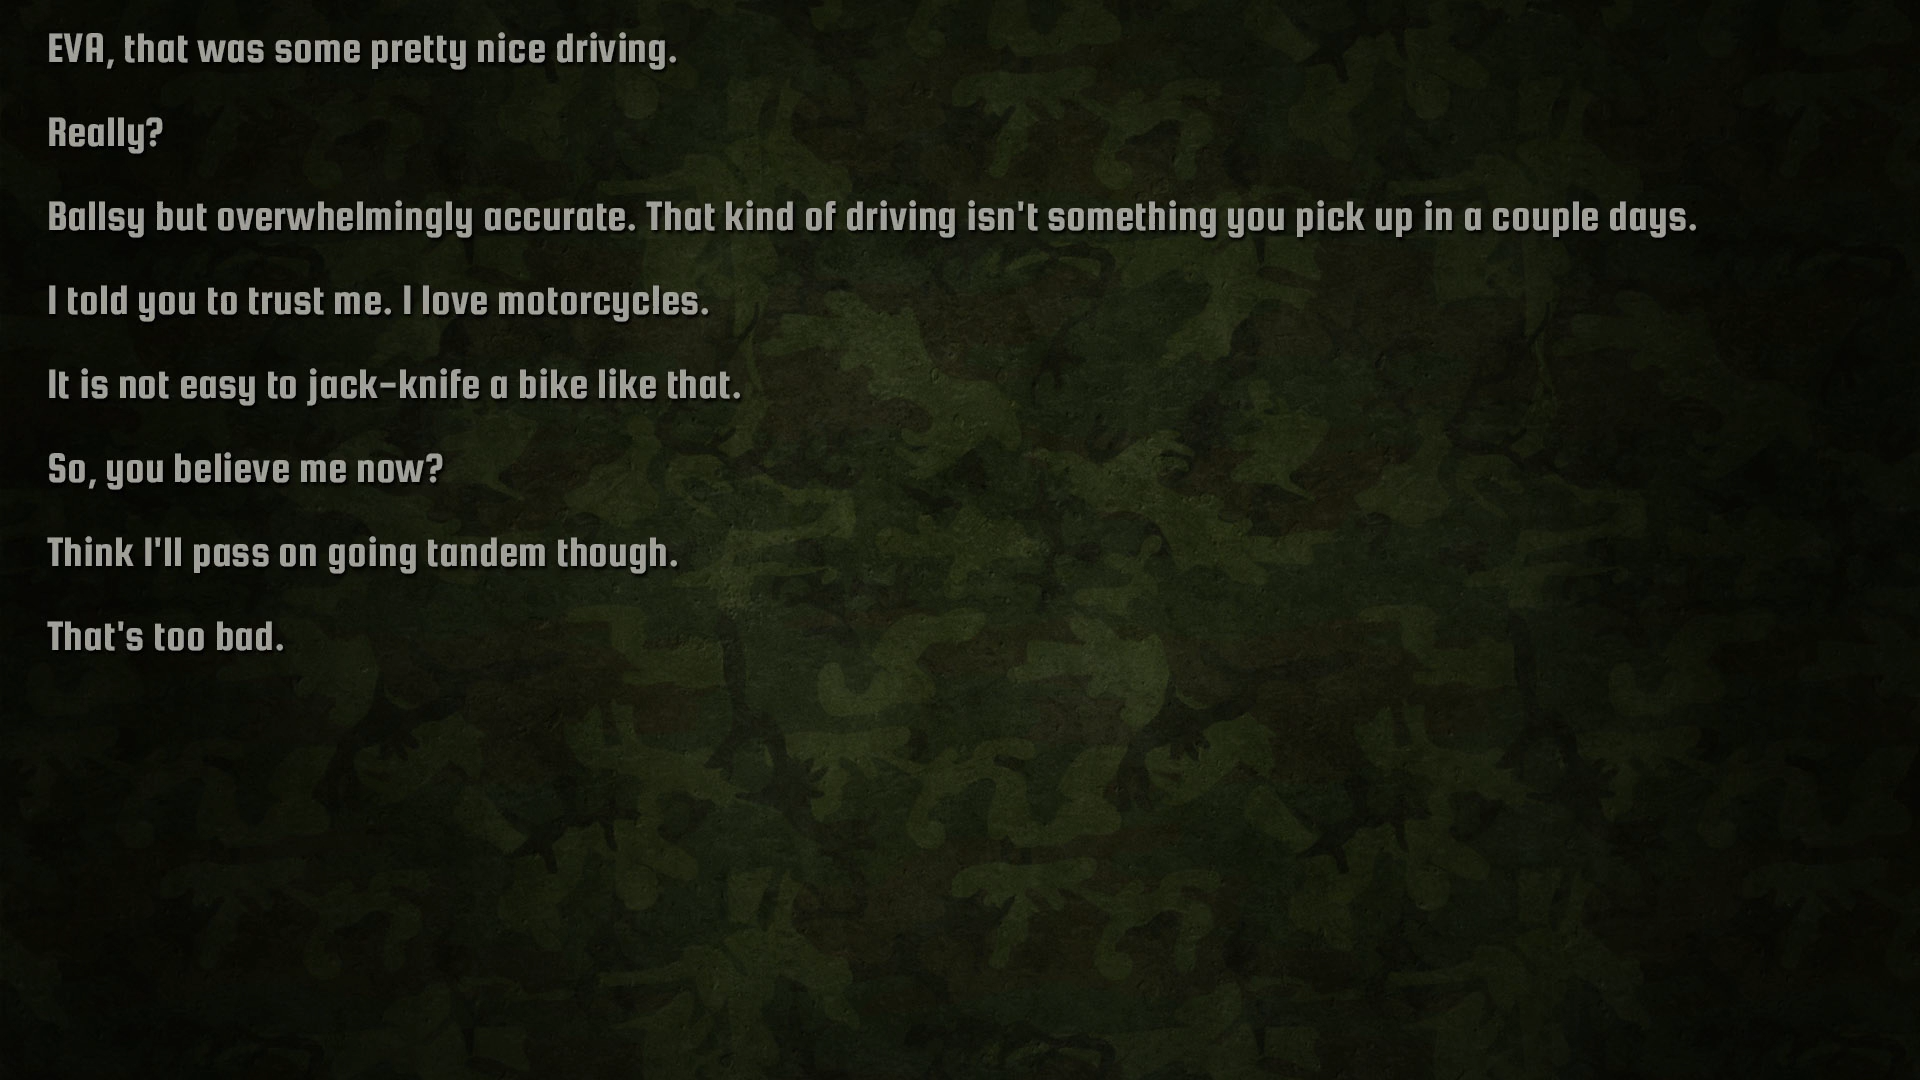 EVA, that was some pretty nice driving.
Really?
Ballsy but overwhelmingly accurate. That kind of driving isn't something you pick up in a couple days.
I told you to trust me. I love motorcycles.
It is not easy to jack-knife a bike like that.
So, you believe me now?
Think I'll pass on going tandem though.
That's too bad.